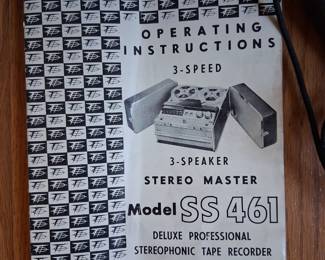 OPERATING
INSTRUCTIONS
3-SPEED
3-SPEAKER
STEREO MASTER
Model SS 461
DELUXE PROFESSIONAL
STEREOPHONIC TAPE RECORDER